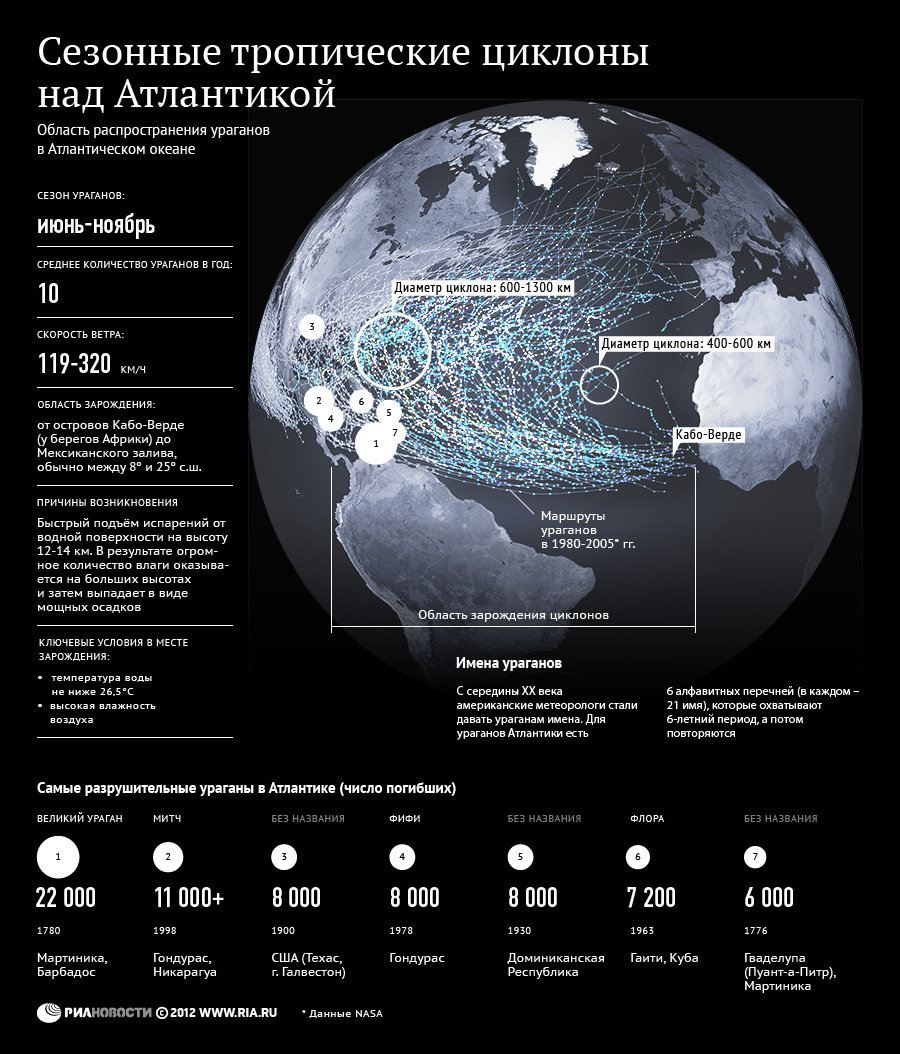 Сезонные тропические циклоны
над Атлантикой
Область распространения ураганов
в Атлантическом океане
СЕЗОН УРАГАНОВ:
июнь-ноябрь
СРЕДНЕЕ КОЛИЧЕСТВО УРАГАНОВ В ГОД:
10
СКОРОСТЬ ВЕТРА:
119-320 КМ/Ч
ОБЛАСТЬ ЗАРОЖДЕНИЯ:
от островов Кабо-Верде
(у берегов Африки) до
Мексиканского залива,
обычно между 8º и 25º с.ш.
ПРИЧИНЫ ВОЗНИКНОВЕНИЯ
Быстрый подъём испарений от
водной поверхности на высоту
12-14 км. В результате огром-
ное количество влаги оказыва-
ется на больших высотах
и затем выпадает в виде
мощных осадков
КЛЮЧЕВЫЕ УСЛОВИЯ В МЕСТЕ
ЗАРОЖДЕНИЯ:
• температура воды
не ниже 26,5°С
• высокая влажность
воздуха
Диаметр циклона: 600-1300 км
Диаметр циклона: 400-600 км
3
2
4
6
5
7
1
Кабо-Верде
Маршруты
ураганов
в 1980-2005* гг.
Область зарождения циклонов
Имена ураганов
С середины XX века
американские метеорологи стали
давать ураганам имена. Для
ураганов Атлантики есть
6 алфавитных перечней (в каждом –
21 имя), которые охватывают
6-летний период, а потом
повторяются
Самые разрушительные ураганы в Атлантике (число погибших)
ВЕЛИКИЙ УРАГАН
1
22 000
1780
Мартиника,
Барбадос
МИТЧ
2
11 000+
1998
Гондурас,
Никарагуа
БЕЗ НАЗВАНИЯ
3
8 000
1900
США (Техас,
г. Галвестон)
ФИФИ
4
8 000
1978
Гондурас
БЕЗ НАЗВАНИЯ
5
8 000
1930
Доминиканская
Республика
ФЛОРА
6
7 200
1963
Гаити, Куба
БЕЗ НАЗВАНИЯ
7
6 000
1776
Гваделупа
(Пуант-а-Питр),
Мартиника
РИАНОВОСТИ © 2012 WWW.RIA.RU
* Данные NASA